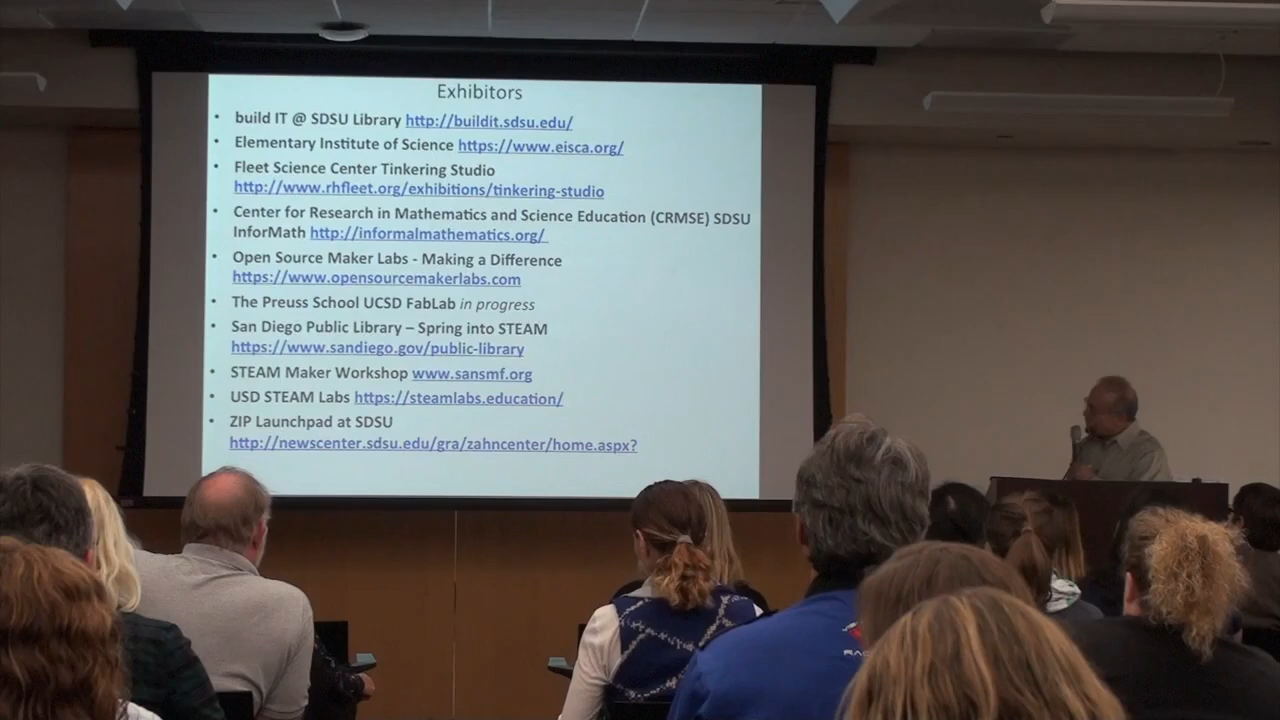 Exhibitors
• build IT @ SDSU Library http://buildit.sdsu.edu/
• Elementary Institute of Science https://www.eisca.org/
• Fleet Science Center Tinkering Studio
http://www.rhfleet.org/exhibitions/tinkering-studio
• Center for Research in Mathematics and Science Education (CRMSE) SDSU
InforMath http://informalmathematics.org/
• Open Source Maker Labs - Making a Difference
https://www.opensourcemakerlabs.com
• The Preuss School UCSD FabLab in progress
• San Diego Public Library – Spring into STEAM
https://www.sandiego.gov/public-library
• STEAM Maker Workshop www.sansmf.org
• USD STEAM Labs https://steamlabs.education/
• ZIP Launchpad at SDSU
http://newscenter.sdsu.edu/gra/zahncenter/home.aspx?